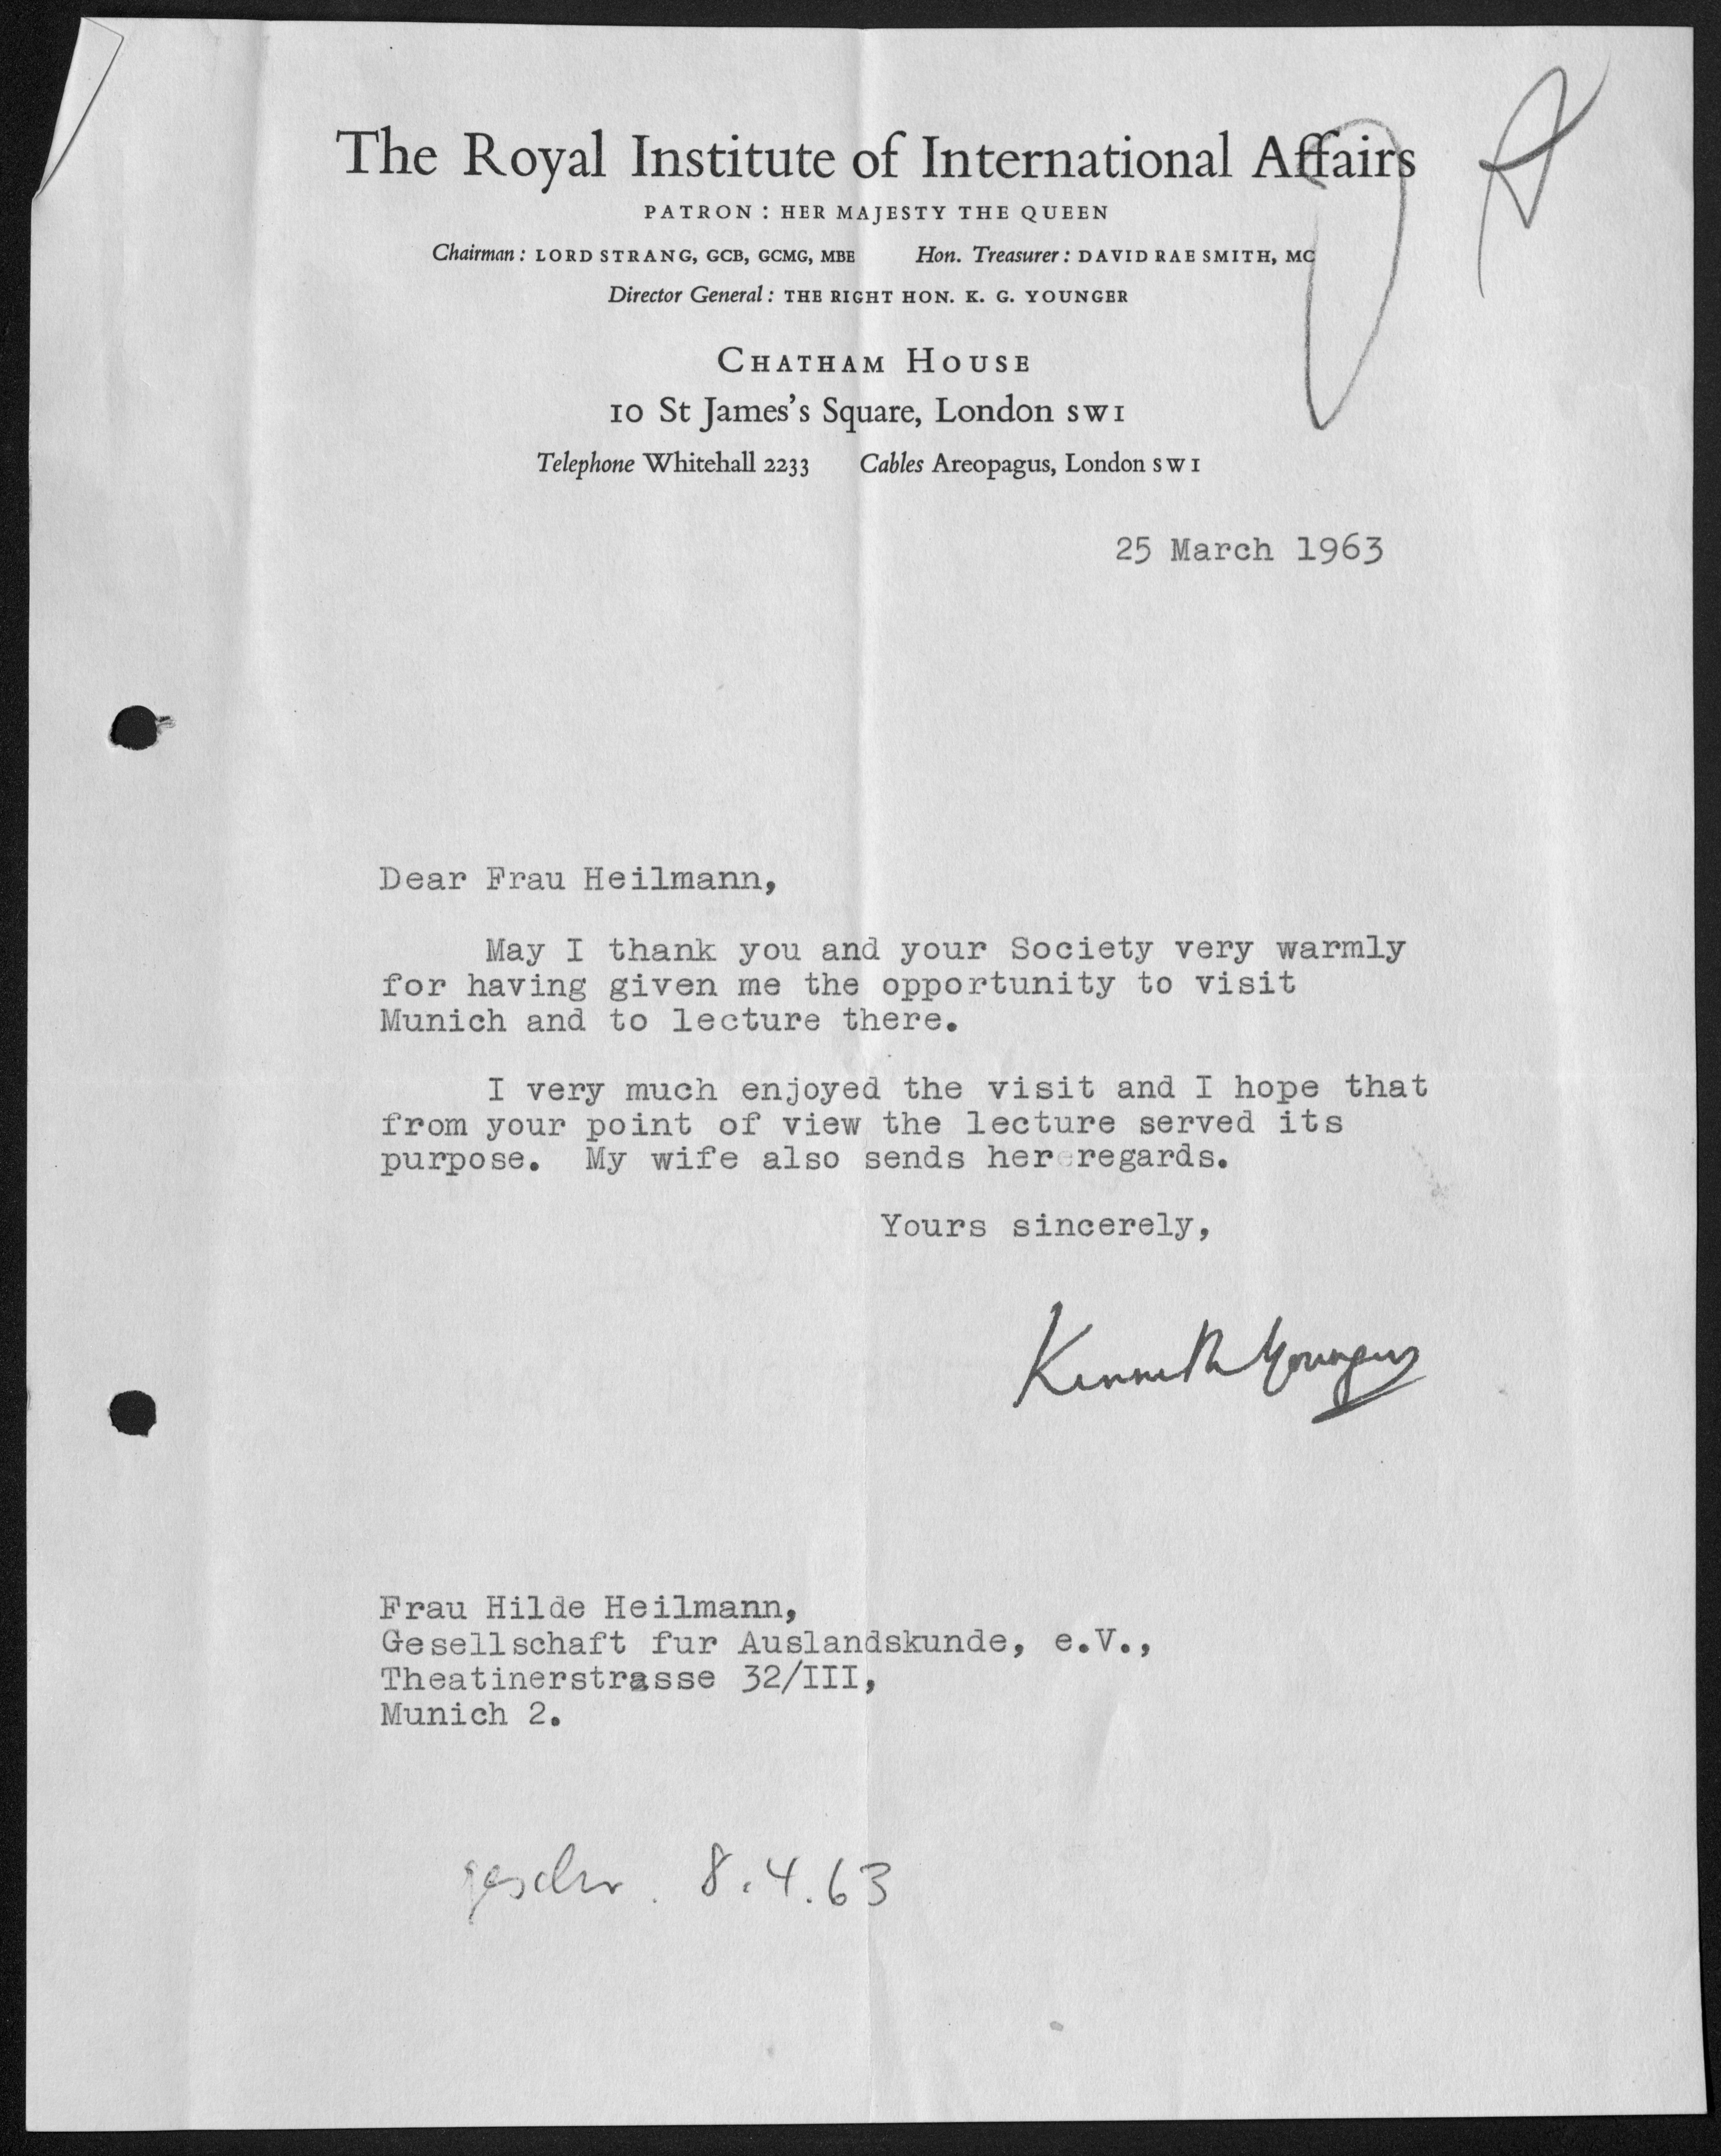 The Royal Institute of International Affairs
PATRON : HER MAJESTY THE QUEEN
Chairman : LORD STRANG, GCB, GCMG, MBE Hon. Treasurer : DAVID RAE SMITH, MC
Director General : THE RIGHT HON. K. G. YOUNGER
CHATHAM HOUSE
10 St James's Square, London SW1
Telephone Whitehall 2233 Cables Areopagus, London SW1
25 March 1963
Dear Frau Heilmann,
May I thank you and your Society very warmly
for having given me the opportunity to visit
Munich and to lecture there.
I very much enjoyed the visit and I hope that
from your point of view the lecture served its
purpose. My wife also sends her regards.
Yours sincerely,
Kenneth Younger
Frau Hilde Heilmann,
Gesellschaft fur Auslandskunde, e.V.,
Theatinerstrasse 32/III,
Munich 2.
geschr. 8.4.63